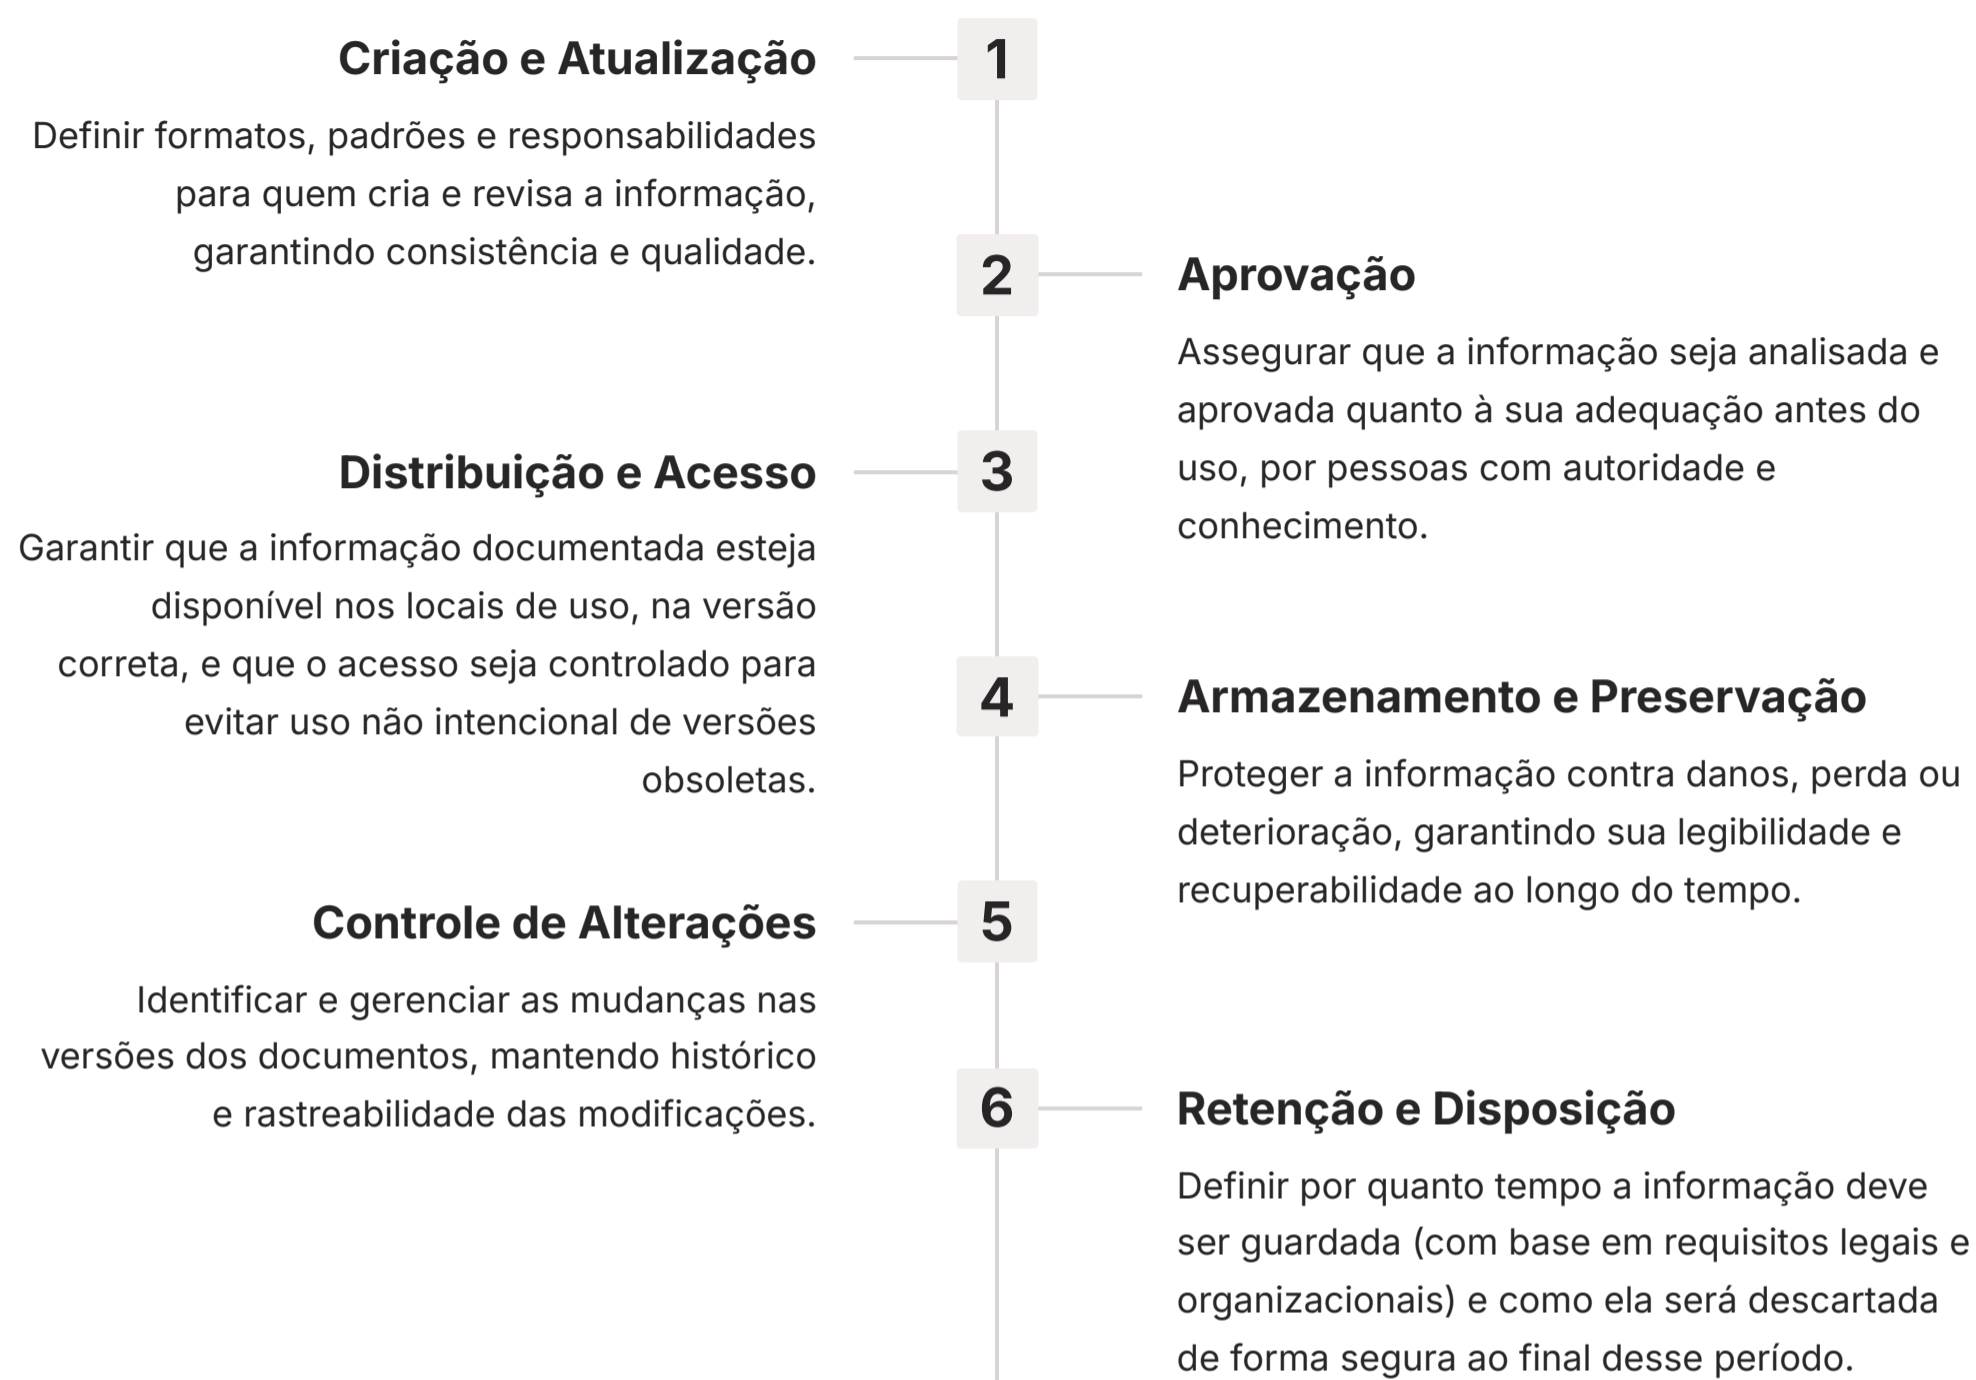 1
Criação e Atualização
Definir formatos, padrões e responsabilidades
para quem cria e revisa a informação,
garantindo consistência e qualidade.
2
Aprovação
Assegurar que a informação seja analisada e
aprovada quanto à sua adequação antes do
uso, por pessoas com autoridade e
conhecimento.
3
Distribuição e Acesso
Garantir que a informação documentada esteja
disponível nos locais de uso, na versão
correta, e que o acesso seja controlado para
evitar uso não intencional de versões
obsoletas.
4
Armazenamento e Preservação
Proteger a informação contra danos, perda ou
deterioração, garantindo sua legibilidade e
recuperabilidade ao longo do tempo.
5
Controle de Alterações
Identificar e gerenciar as mudanças nas
versões dos documentos, mantendo histórico
e rastreabilidade das modificações.
6
Retenção e Disposição
Definir por quanto tempo a informação deve
ser guardada (com base em requisitos legais e
organizacionais) e como ela será descartada
de forma segura ao final desse período.